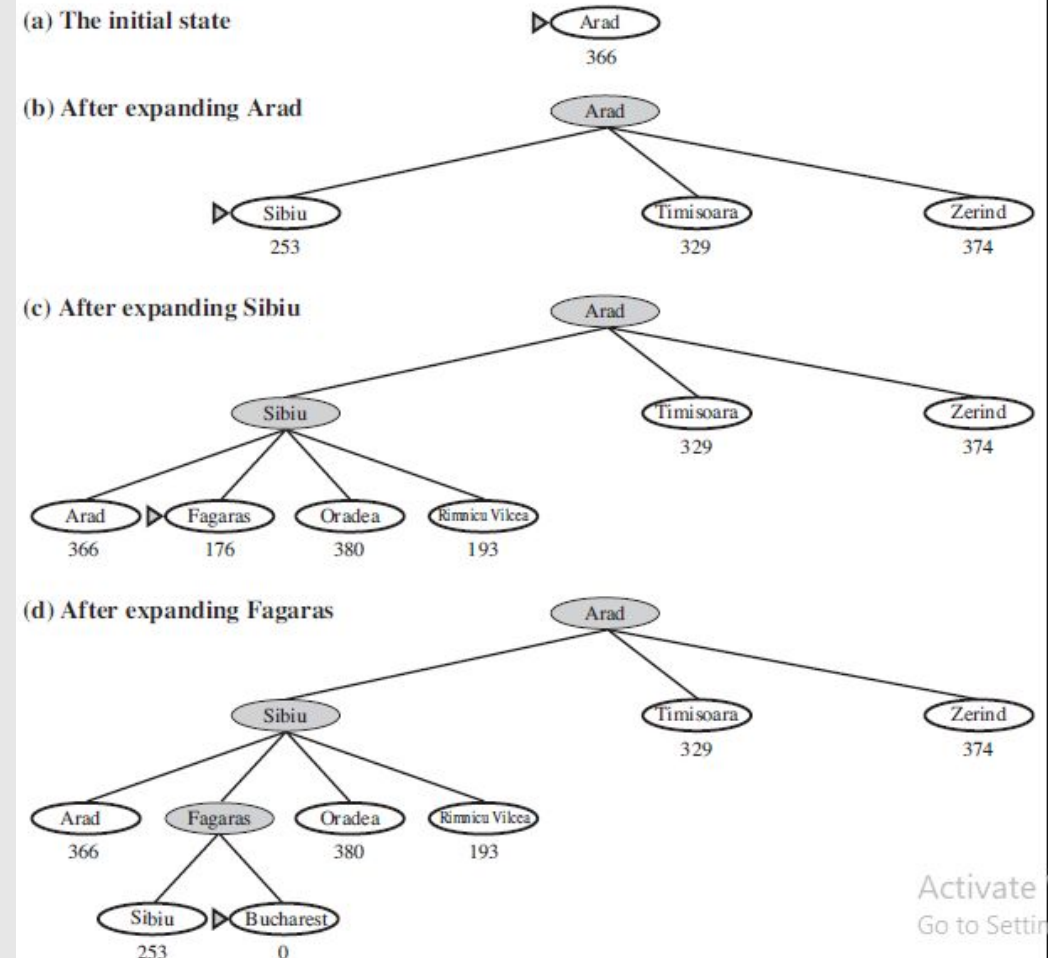 (a) The initial state
Arad
366
(b) After expanding Arad
Arad
Sibiu Timisoara Zerind
253 329 374
(c) After expanding Sibiu
Arad
Sibiu Timisoara Zerind
329 374
Arad Fagaras Oradea Rimnicu Vilcea
366 176 380 193
(d) After expanding Fagaras
Arad
Sibiu Timisoara Zerind
329 374
Arad Fagaras Oradea Rimnicu Vilcea
366 380 193
Sibiu Bucharest
253 0
Activate
Go to Settin